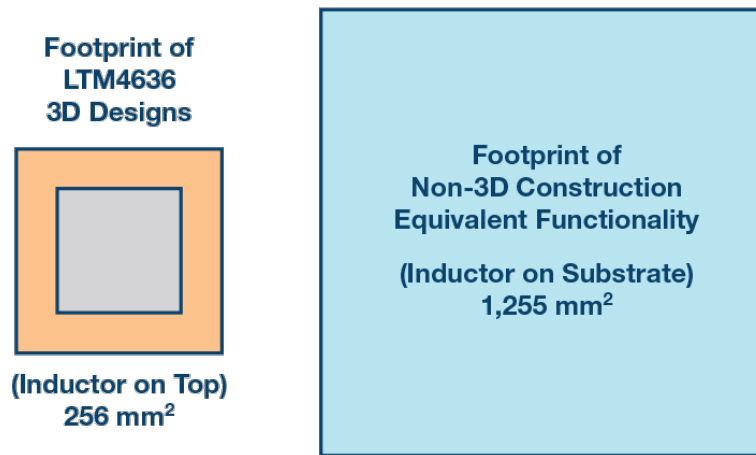 Footprint of
LTM4636
3D Designs
(Inductor on Top)
256 mm²
Footprint of
Non-3D Construction
Equivalent Functionality
(Inductor on Substrate)
1,255 mm²